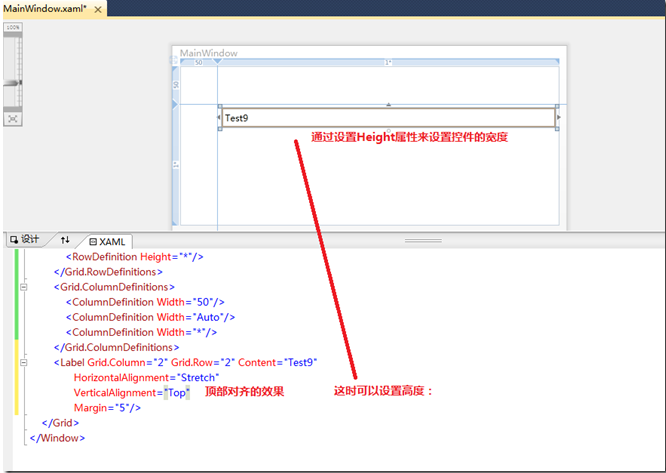 MainWindow.xaml* ×
100%
MainWindow
50 1*
50
Test9
1*
通过设置Height属性来设置控件的宽度
设计 XAML
<RowDefinition Height="*"/>
</Grid.RowDefinitions>
<Grid.ColumnDefinitions>
<ColumnDefinition Width="50"/>
<ColumnDefinition Width="Auto"/>
<ColumnDefinition Width="*"/>
</Grid.ColumnDefinitions>
<Label Grid.Column="2" Grid.Row="2" Content="Test9"
HorizontalAlignment="Stretch"
VerticalAlignment="Top" 顶部对齐的效果 这时可以设置高度：
Margin="5"/>
</Grid>
</Window>